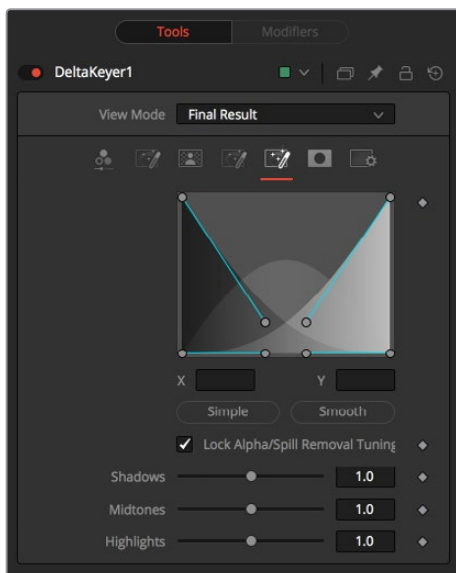 Tools Modifiers
DeltaKeyer1
View Mode Final Result
X Y
Simple Smooth
Lock Alpha/Spill Removal Tuning
Shadows 1.0
Midtones 1.0
Highlights 1.0